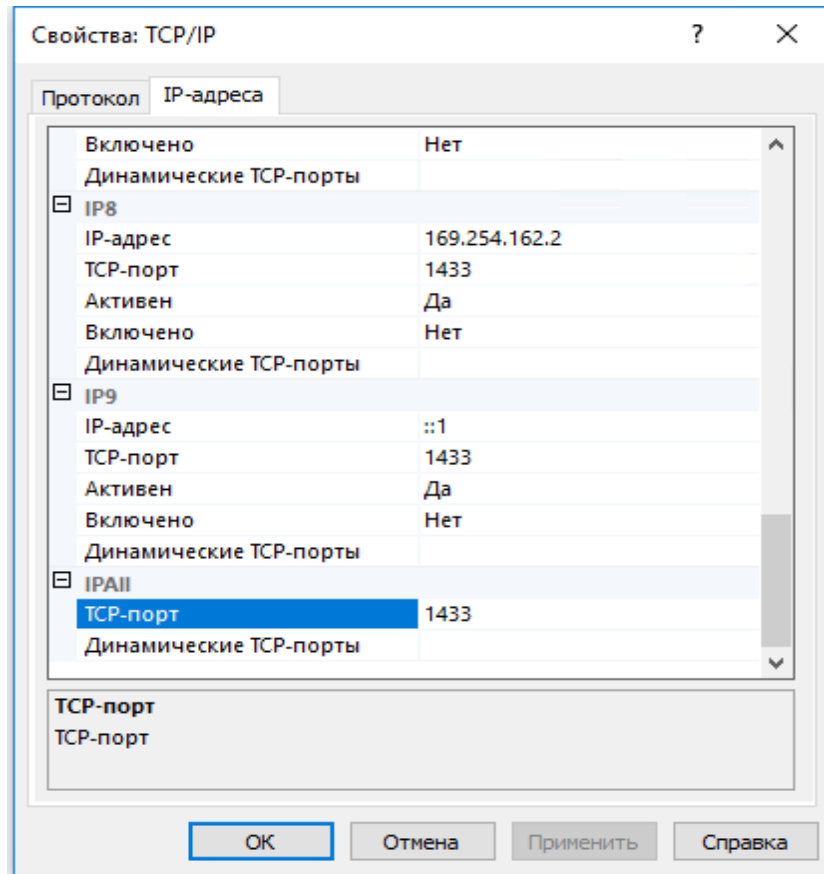 Свойства: TCP/IP ? ×
Протокол IP-адреса
Включено Нет
Динамические TCP-порты
IP8
IP-адрес 169.254.162.2
TCP-порт 1433
Активен Да
Включено Нет
Динамические TCP-порты
IP9
IP-адрес ::1
TCP-порт 1433
Активен Да
Включено Нет
Динамические TCP-порты
IPAll
TCP-порт 1433
Динамические TCP-порты
TCP-порт
TCP-порт
ОК Отмена Применить Справка